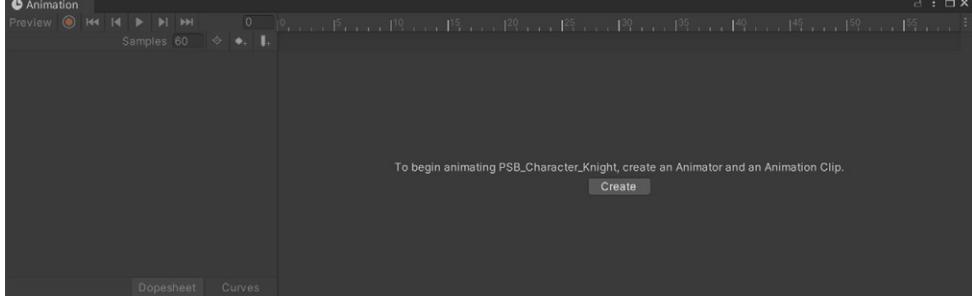 Animation
Preview 0 0 5 10 15 20 25 30 35 40 45 50 55
Samples 60
To begin animating PSB_Character_Knight, create an Animator and an Animation Clip.
Create
Dopesheet Curves